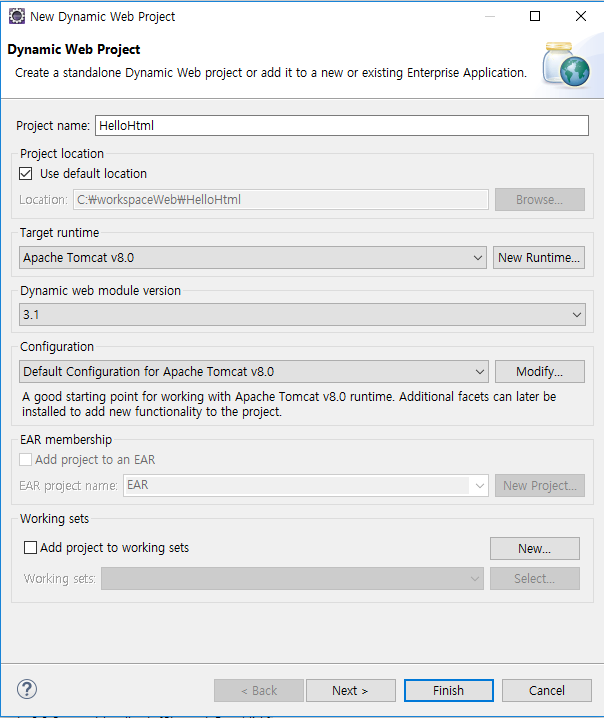 New Dynamic Web Project
Dynamic Web Project
Create a standalone Dynamic Web project or add it to a new or existing Enterprise Application.
Project name: HelloHtml
Project location
Use default location
Location: C:₩workspaceWeb₩HelloHtml Browse...
Target runtime
Apache Tomcat v8.0 New Runtime...
Dynamic web module version
3.1
Configuration
Default Configuration for Apache Tomcat v8.0 Modify...
A good starting point for working with Apache Tomcat v8.0 runtime. Additional facets can later be
installed to add new functionality to the project.
EAR membership
Add project to an EAR
EAR project name: EAR New Project...
Working sets
Add project to working sets New...
Working sets: Select...
? < Back Next > Finish Cancel